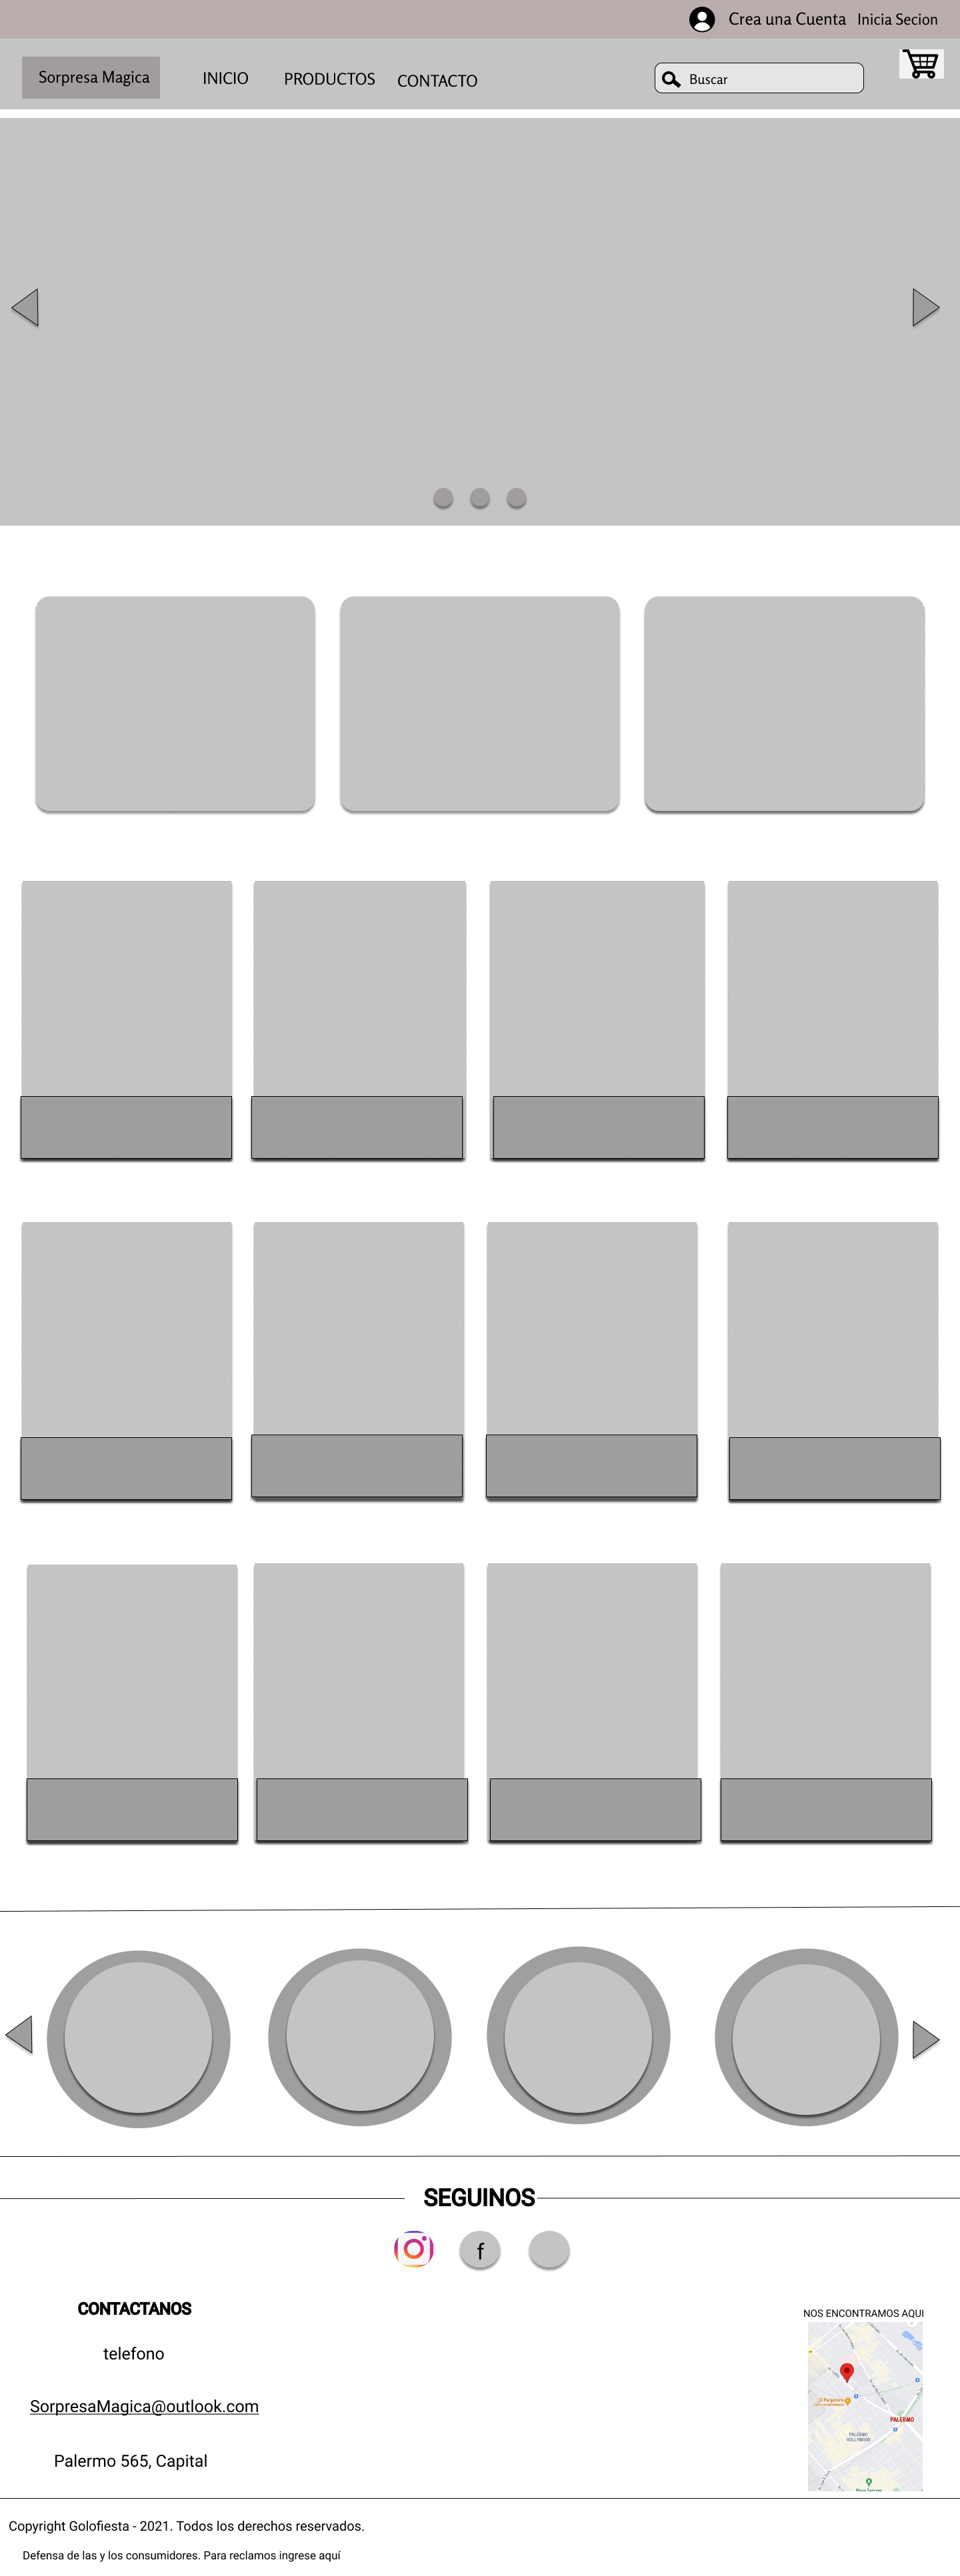 Crea una Cuenta Inicia Secion
Sorpresa Magica INICIO PRODUCTOS CONTACTO Buscar
SEGUINOS
f
CONTACTANOS
NOS ENCONTRAMOS AQUI
telefono
SorpresaMagica@outlook.com
Palermo 565, Capital
PALERMO
PALERMO
HOLLYWOOD
Copyright Golofiesta - 2021. Todos los derechos reservados.
Defensa de las y los consumidores. Para reclamos ingrese aquí